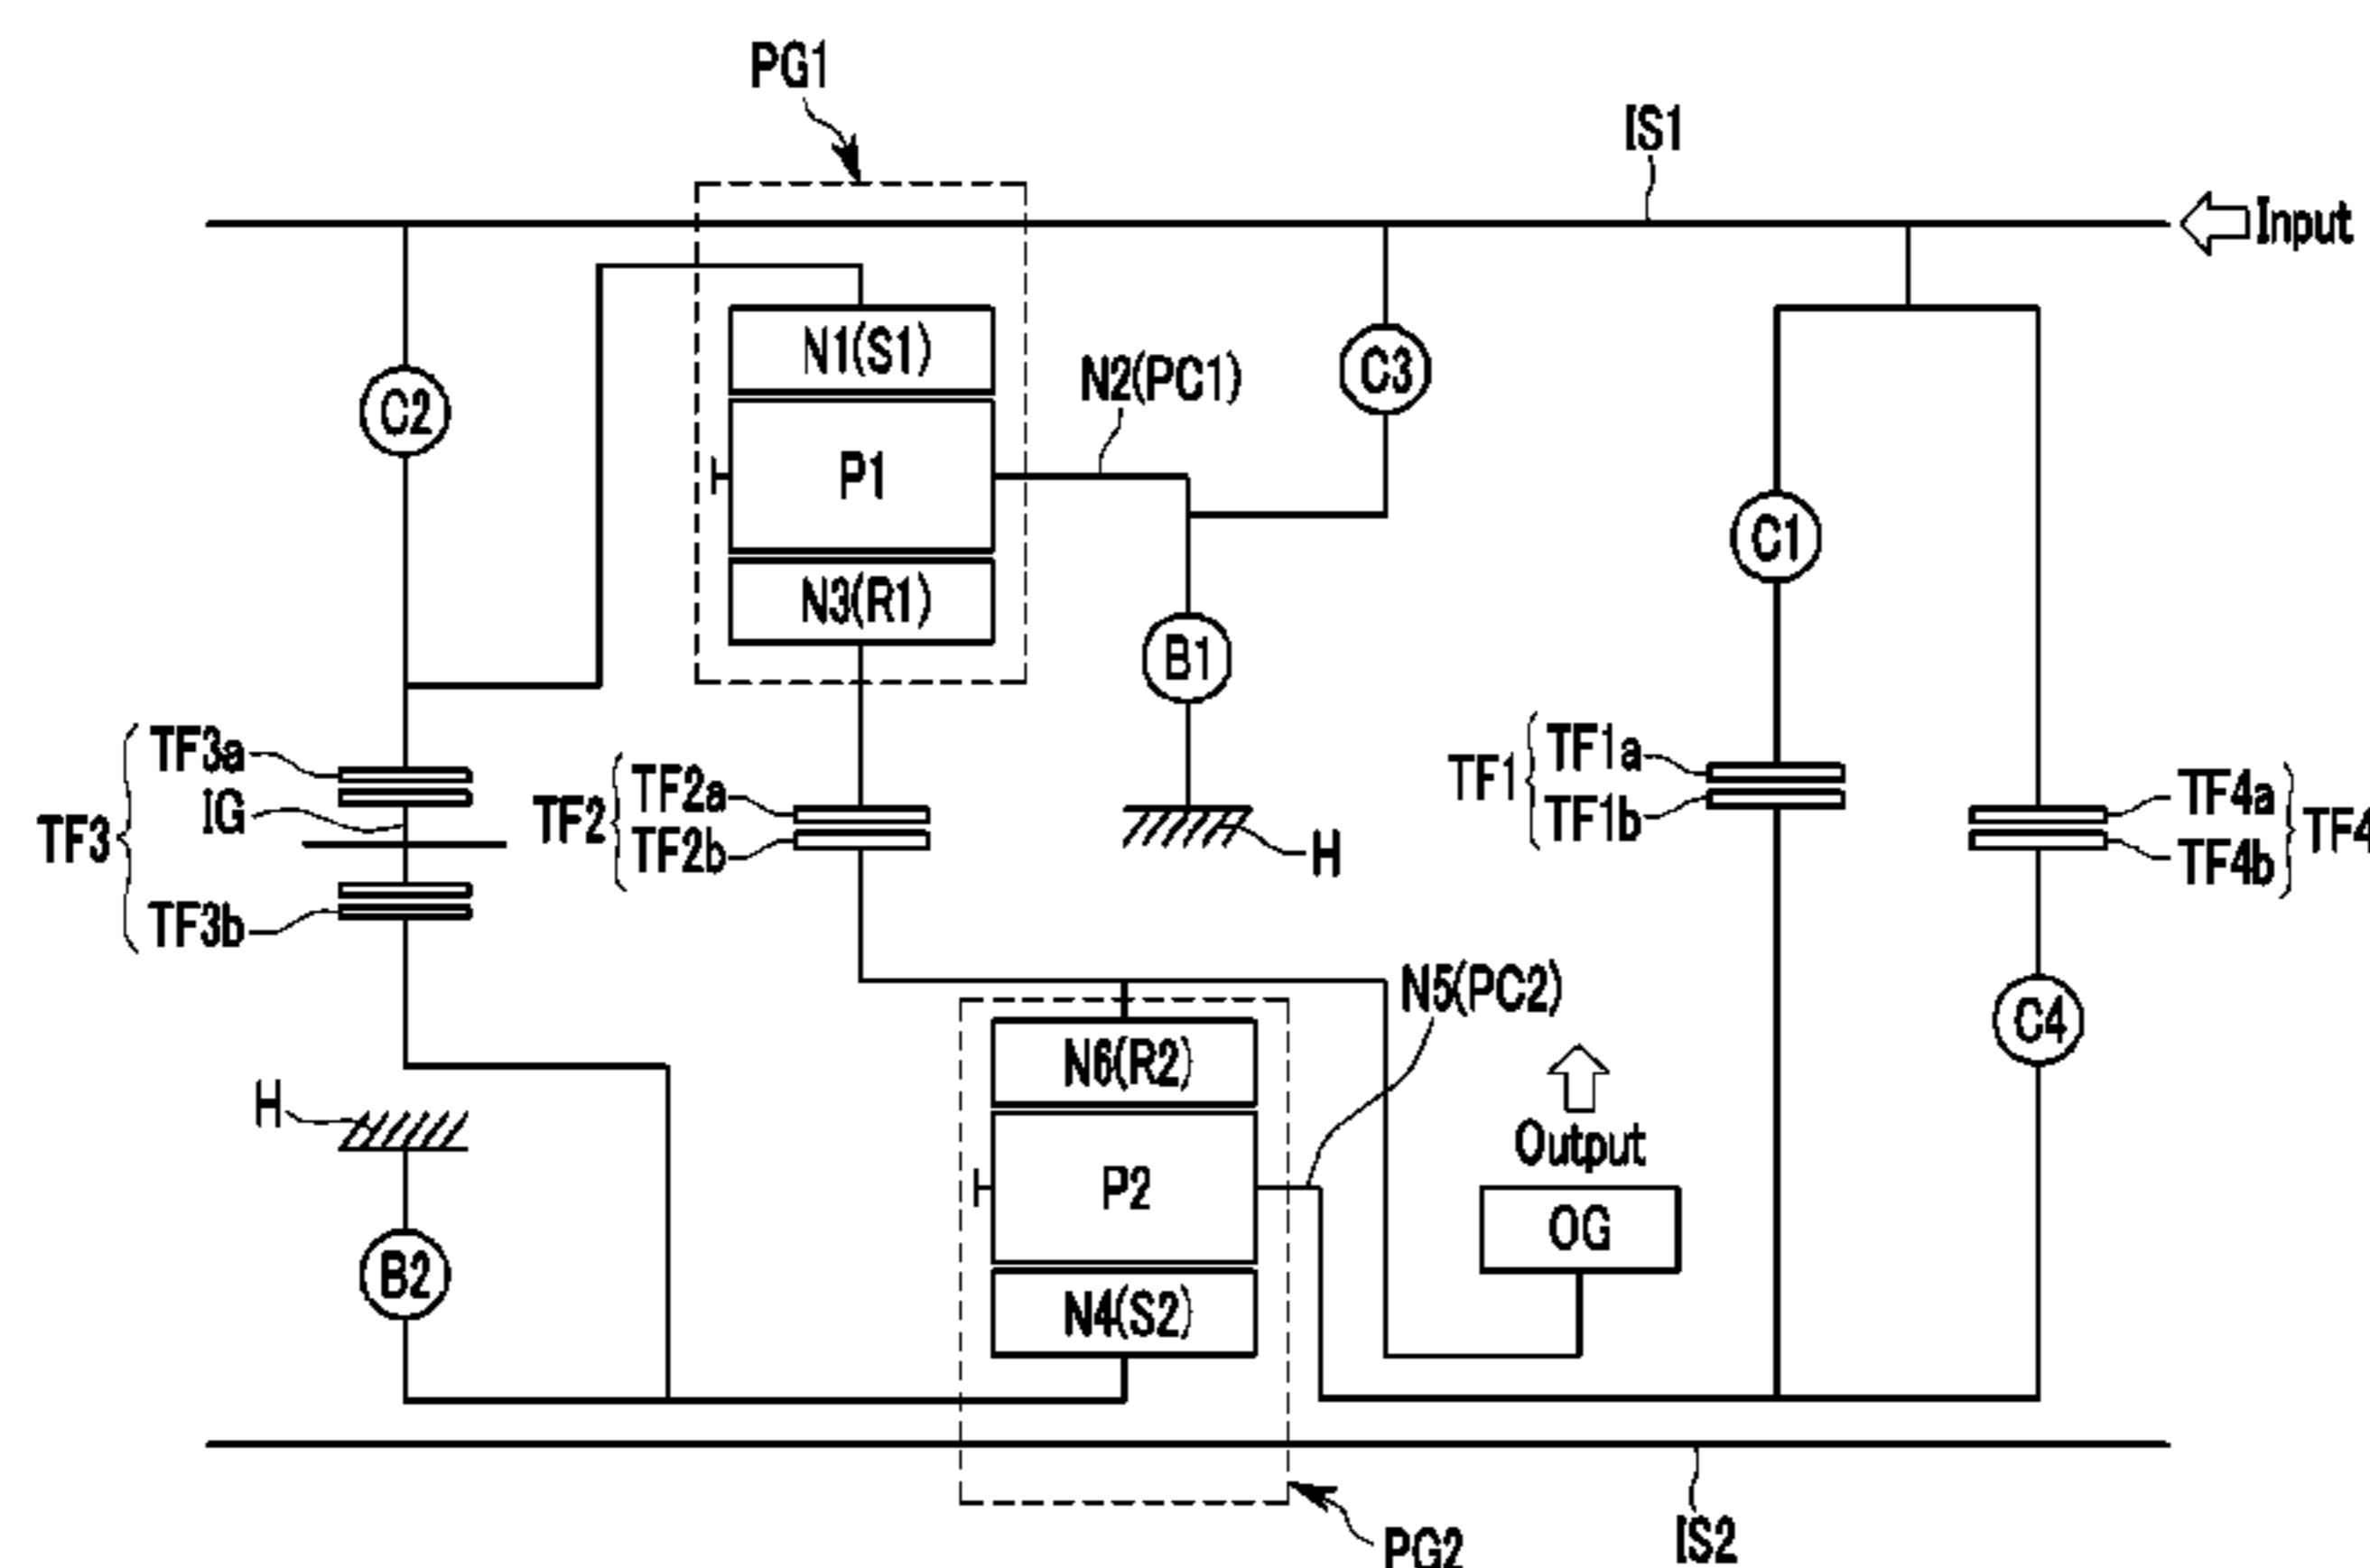 PG1
IS1
Input
N1(S1)
N2(PC1)
C3
C2
P1
C1
N3(R1)
B1
TF3
TF3a
IG
TF3b
TF2
TF2a
TF2b
H
TF1
TF1a
TF1b
TF4a
TF4b
TF4
N5(PC2)
N6(R2)
C4
H
P2
Output
OG
B2
N4(S2)
PG2
IS2